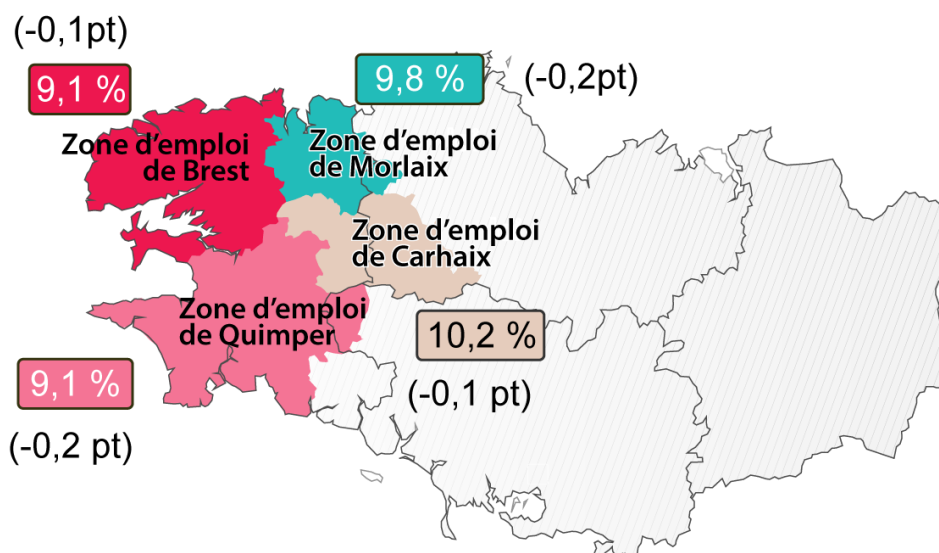 (-0,1pt)
9,1 %
9,8 %
(-0,2pt)
Zone d'emploi
de Brest
Zone d'emploi
de Morlaix
Zone d'emploi
de Carhaix
Zone d'emploi
de Quimper
10,2 %
(-0,1 pt)
9,1 %
(-0,2 pt)